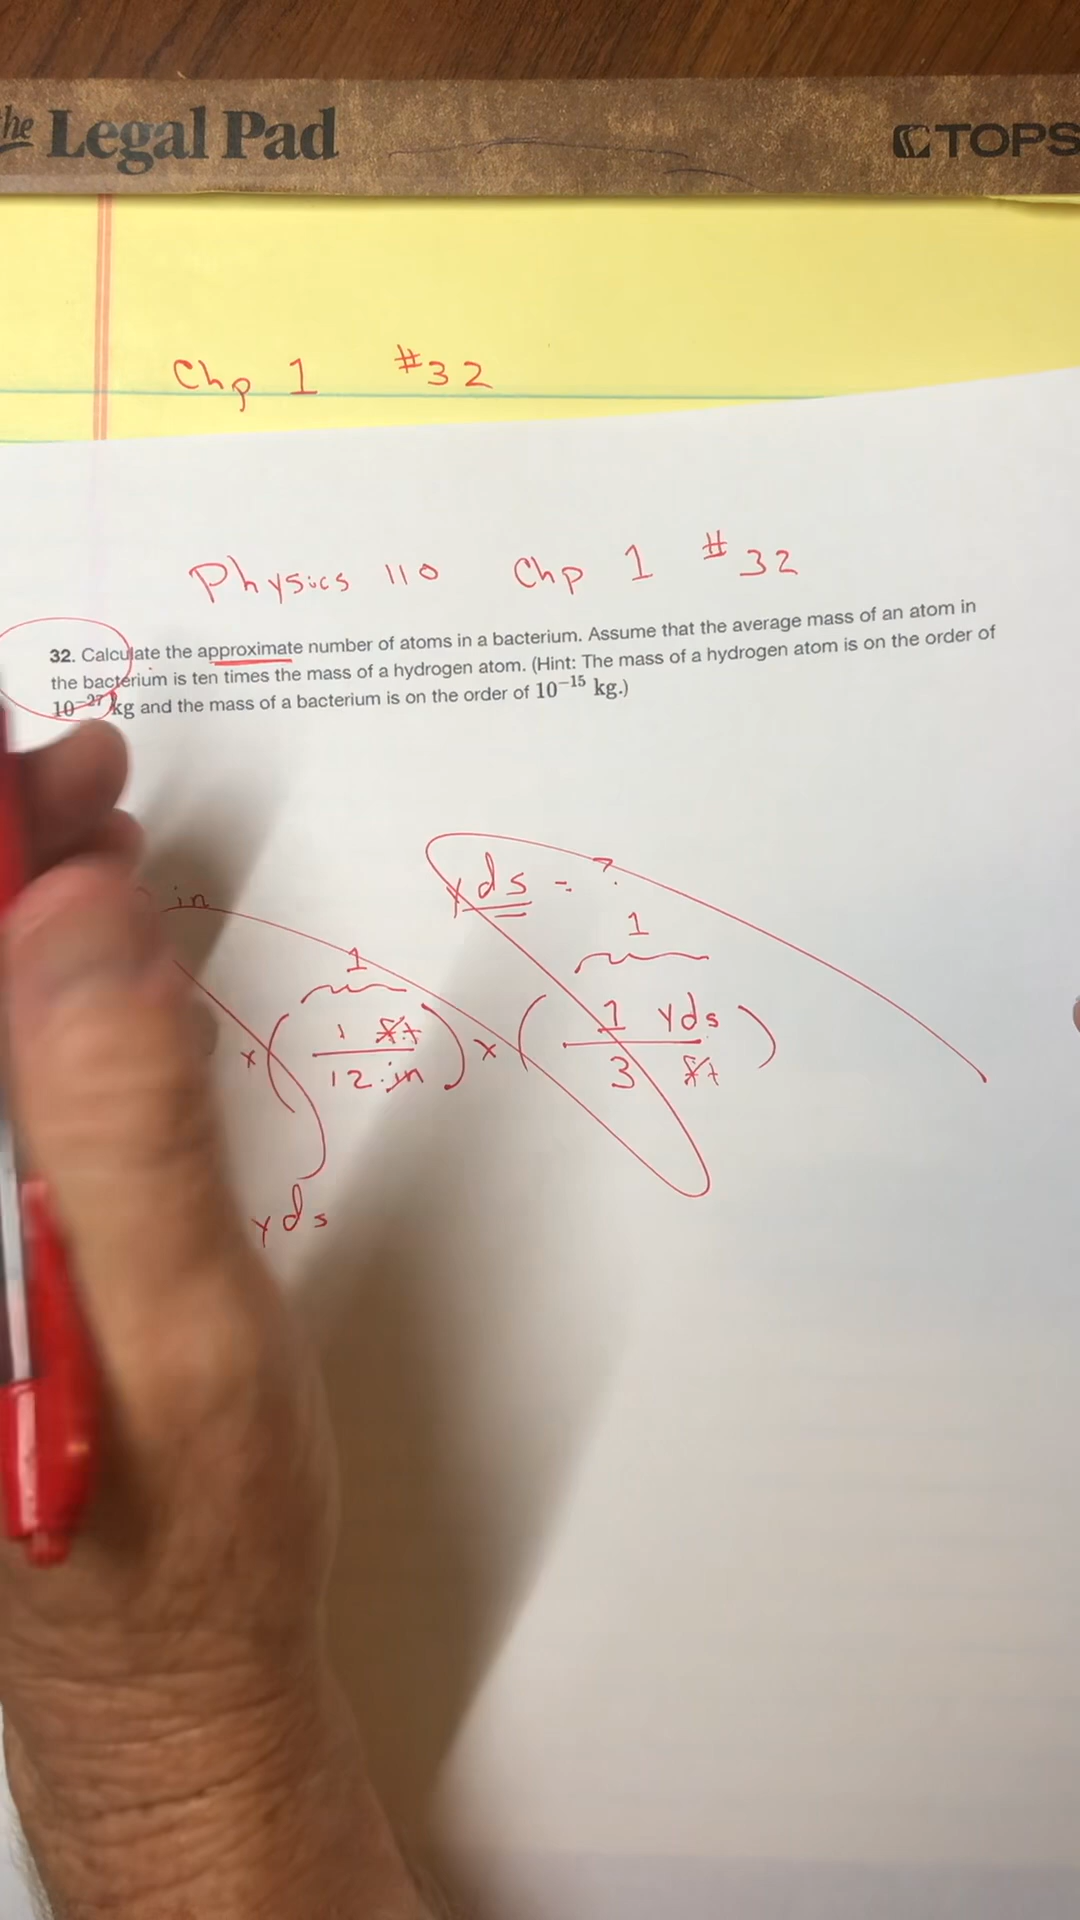 the Legal Pad TOPS
Chp 1 #32
Physics 110 Chp 1 #32
32. Calculate the approximate number of atoms in a bacterium. Assume that the average mass of an atom in
the bacterium is ten times the mass of a hydrogen atom. (Hint: The mass of a hydrogen atom is on the order of
10⁻²⁷ kg and the mass of a bacterium is on the order of 10⁻¹⁵ kg.)
in yds = ?
1 1
x ( 1 ft / 12 in ) x ( 1 yds / 3 ft )
yds